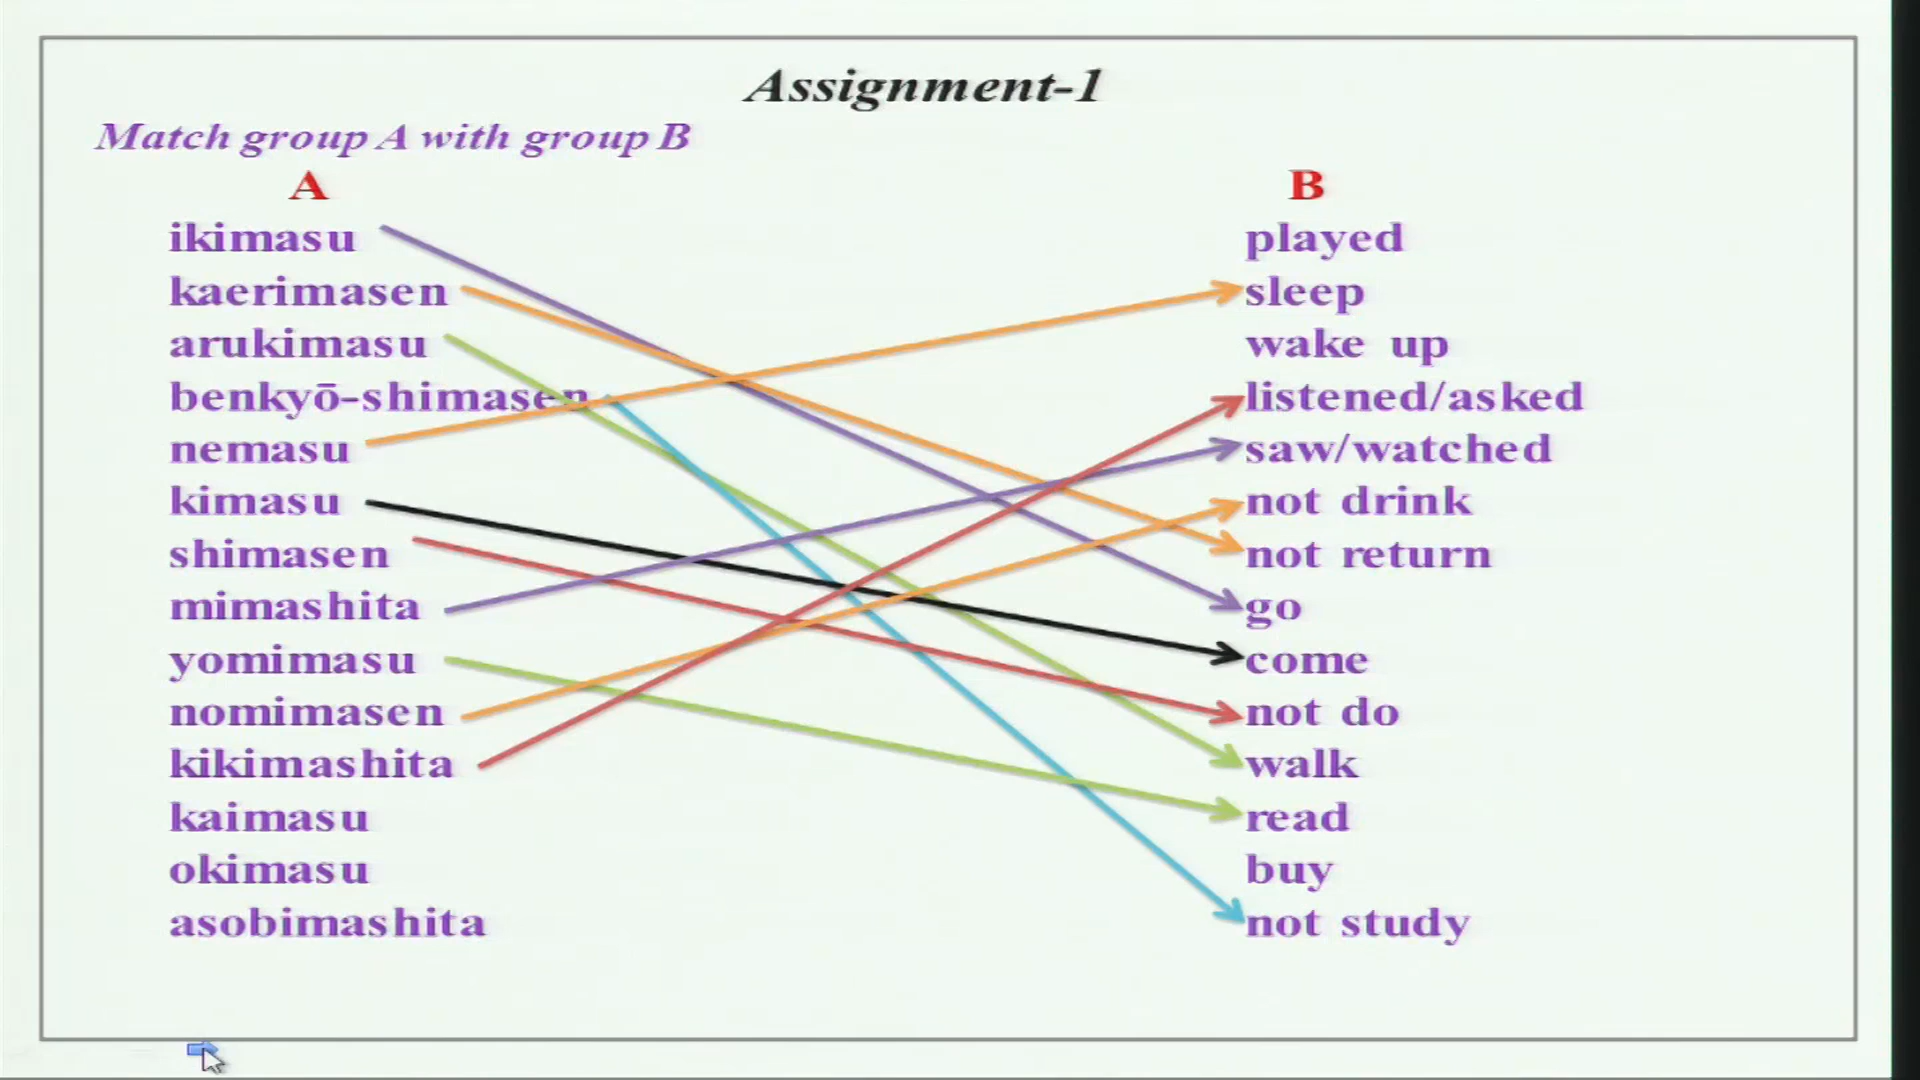 Assignment-1
Match group A with group B
A B
ikimasu played
kaerimasen sleep
arukimasu wake up
benkyō-shimasen listened/asked
nemasu saw/watched
kimasu not drink
shimasen not return
mimashita go
yomimasu come
nomimasen not do
kikimashita walk
kaimasu read
okimasu buy
asobimashita not study